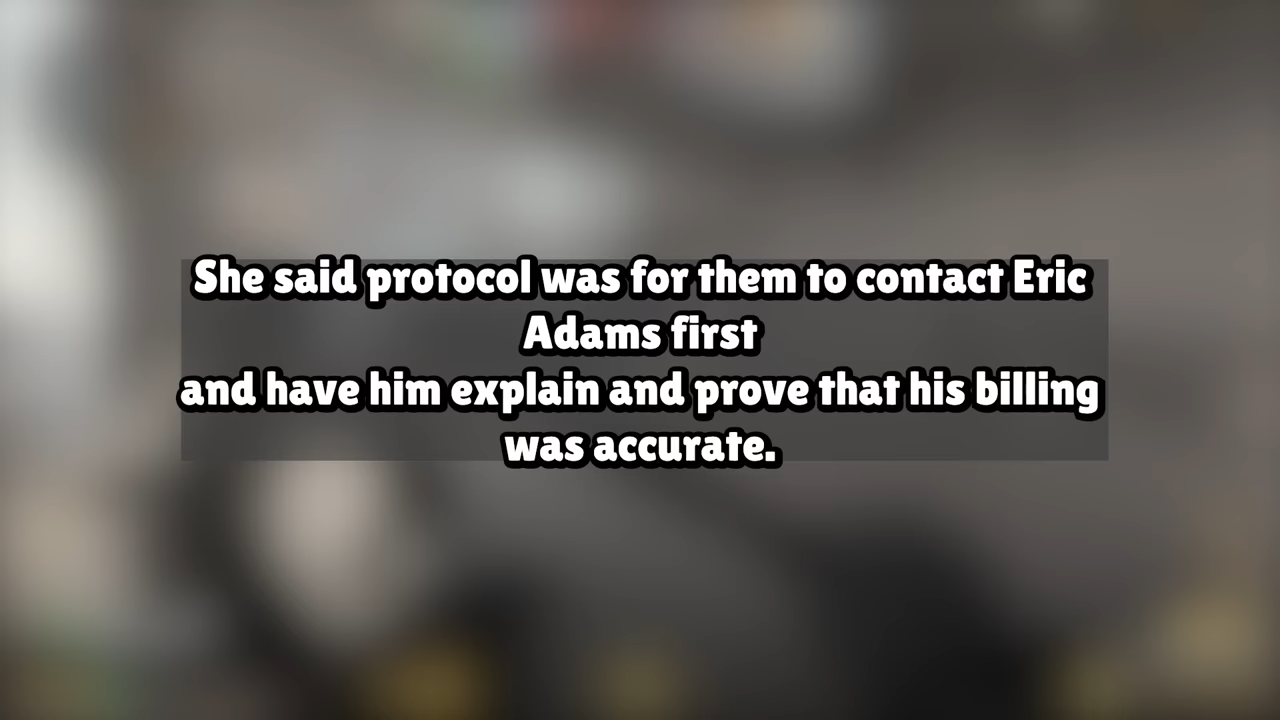 She said protocol was for them to contact Eric
Adams first
and have him explain and prove that his billing
was accurate.